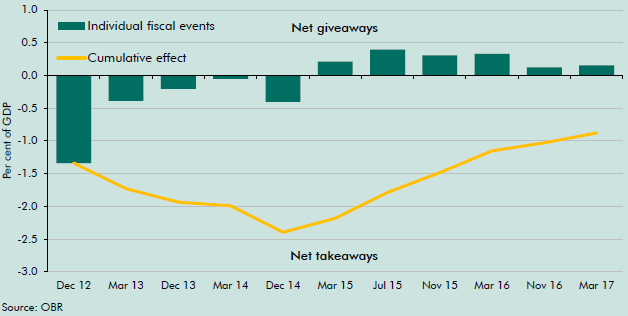 1.0
Individual fiscal events
Net giveaways
0.5
Cumulative effect
0.0
-0.5
-1.0
-1.5
-2.0
-2.5
-3.0
Per cent of GDP
Net takeaways
Dec 12 Mar 13 Dec 13 Mar 14 Dec 14 Mar 15 Jul 15 Nov 15 Mar 16 Nov 16 Mar 17
Source: OBR